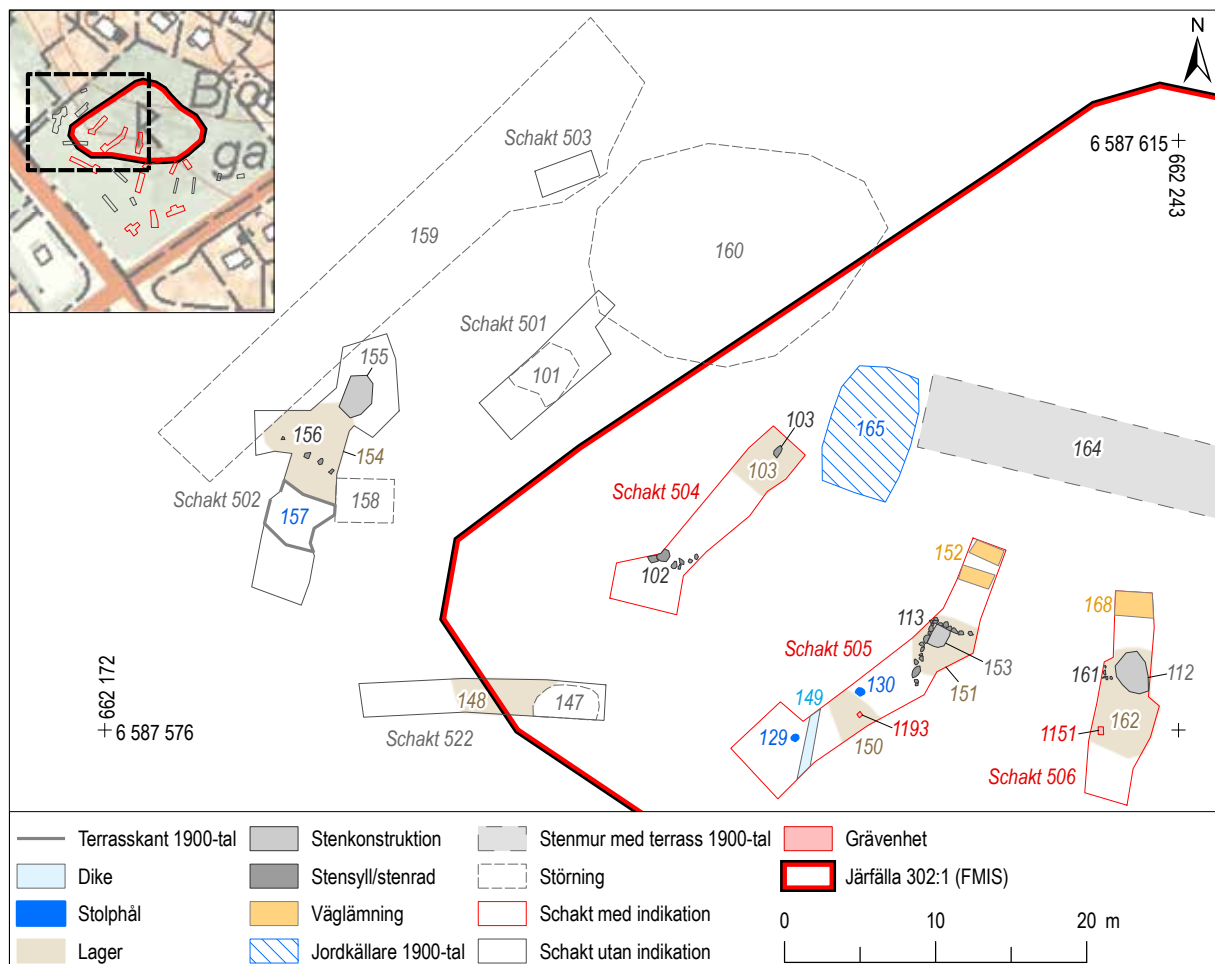 Bjo
R
ga
N
6 587 615
662 243
Schakt 503
159
160
Schakt 501
101
155
156
154
Schakt 502
158
157
103
103
165
164
Schakt 504
102
152
168
113
Schakt 505
153
161
112
130
151
149
148
147
1193
162
662 172
6 587 576
129
150
1151
Schakt 522
Schakt 506
Terrasskant 1900-tal
Stenkonstruktion
Stenmur med terrass 1900-tal
Grävenhet
Dike
Stensyll/stenrad
Störning
Järfälla 302:1 (FMIS)
Stolphål
Väglämning
Schakt med indikation
0 10 20 m
Lager
Jordkällare 1900-tal
Schakt utan indikation